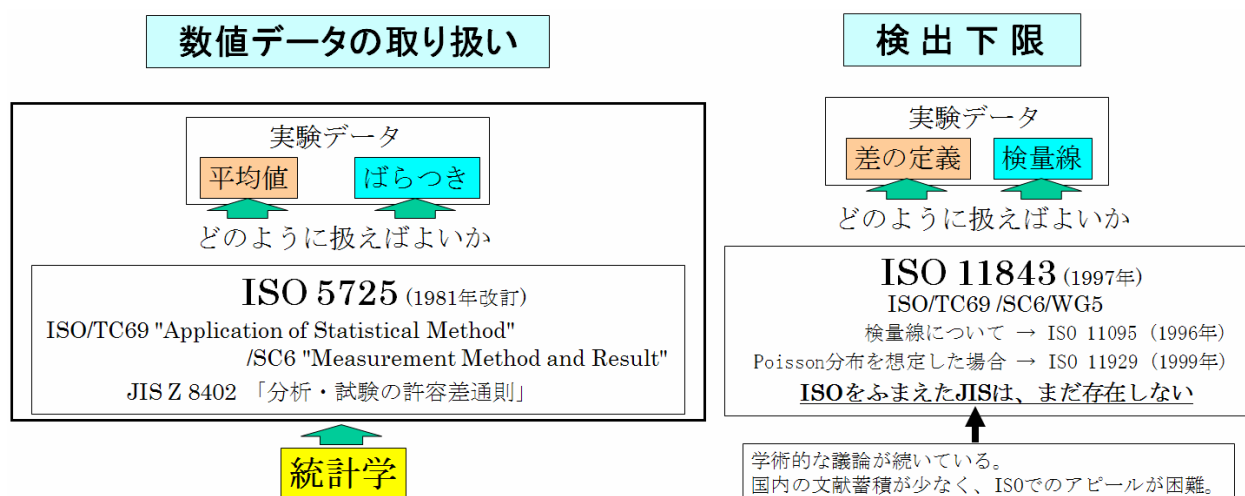 数値データの取り扱い
実験データ
平均値 ばらつき
どのように扱えばよいか
ISO 5725 (1981年改訂)
ISO/TC69 "Application of Statistical Method"
/SC6 "Measurement Method and Result"
JIS Z 8402 「分析・試験の許容差通則」
統計学
検出下限
実験データ
差の定義 検量線
どのように扱えばよいか
ISO 11843 (1997年)
ISO/TC69 /SC6/WG5
検量線について → ISO 11095 (1996年)
Poisson分布を想定した場合 → ISO 11929 (1999年)
ISOをふまえたJISは、まだ存在しない
学術的な議論が続いている。
国内の文献蓄積が少なく、ISOでのアピールが困難。